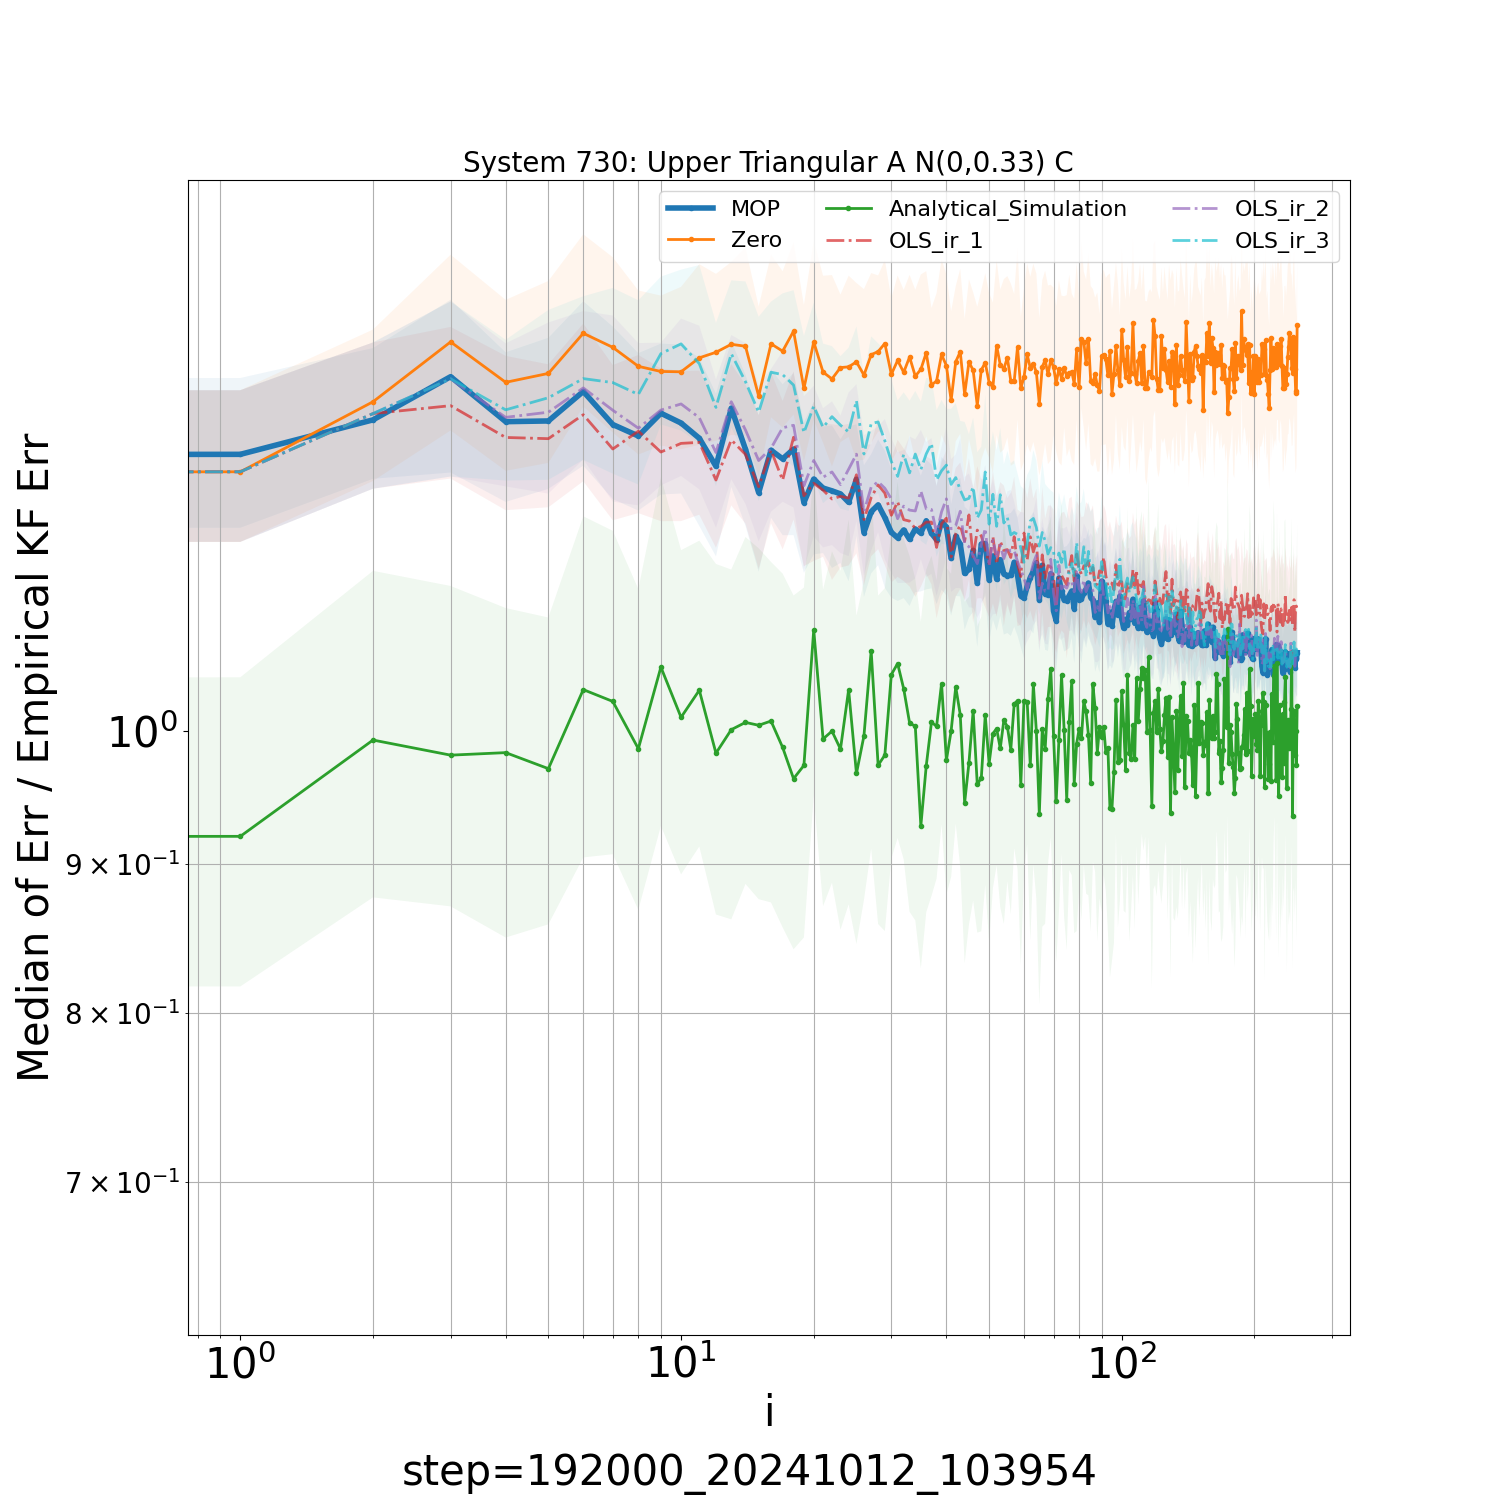 System 730: Upper Triangular A N(0,0.33) C
MOP
Zero
Analytical_Simulation
OLS_ir_1
OLS_ir_2
OLS_ir_3
Median of Err / Empirical KF Err
10⁰
9 × 10⁻¹
8 × 10⁻¹
7 × 10⁻¹
10⁰ 10¹ 10²
i
step=192000_20241012_103954